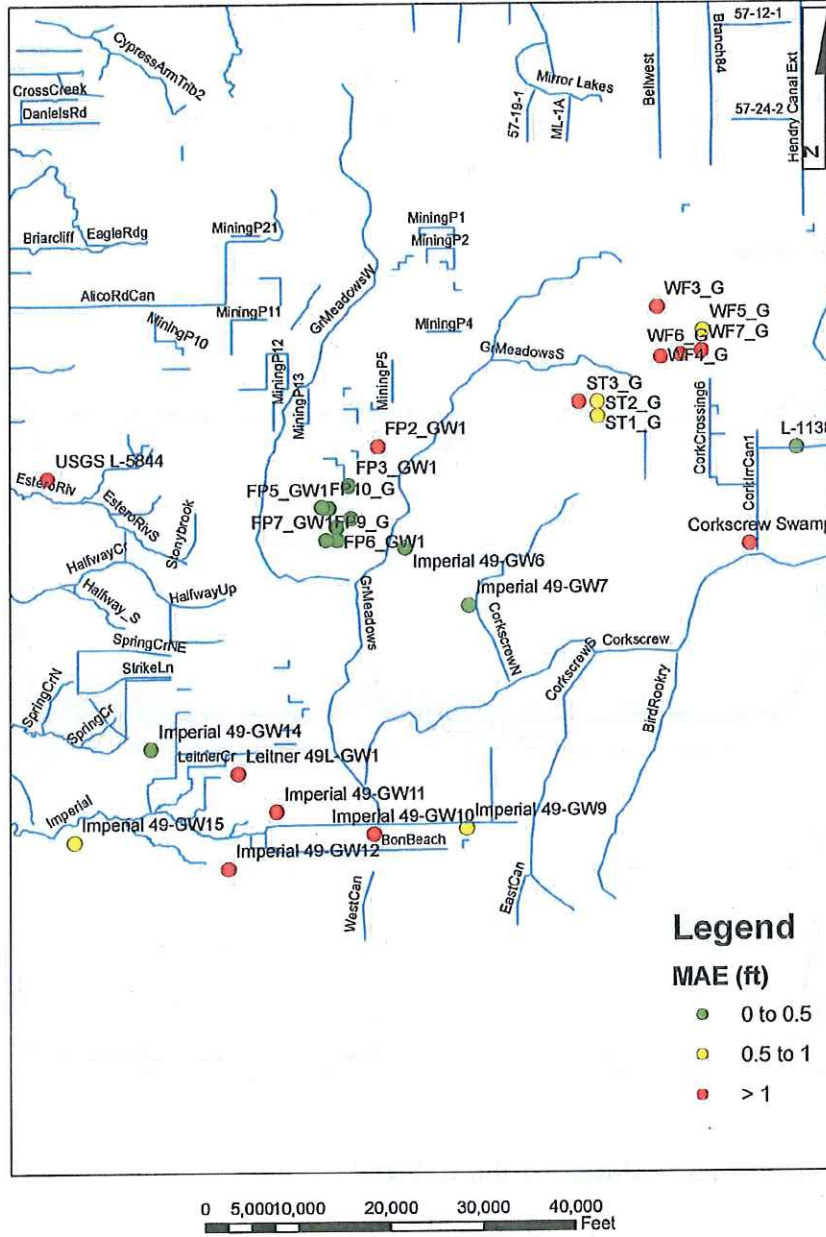 57-12-1
CypressArmTrib2
Branch84
Mirror Lakes
Bellwest
CrossCreek
DanielsRd
57-19-1
ML-1A
57-24-2
Hendry Canal Ext
N
MiningP1
MiningP21
MiningP2
Briarcliff
EagleRdg
GrMeadowsW
WF3_G
AlicoRdCan
MiningP11
MiningP10
MiningP4
WF5_G
WF7_G
WF6_G
WF4_G
GrMeadowsS
MiningP12
MiningP13
MiningP5
ST3_G
ST2_G
ST1_G
CorkCrossing6
FP2_GW1
L-1138
CorkIrrCan1
USGS L-5844
EsteroRiv
FP3_GW1
FP5_GW1
FP10_G
EsteroRivS
Stonybrook
FP7_GW1
FP9_G
Corkscrew Swamp
FP6_GW1
HalfwayCr
Imperial 49-GW6
Halfway_S
HalfwayUp
Imperial 49-GW7
GrMeadows
CorkscrewN
SpringCrNE
Corkscrew
CorkscrewS
StrikeLn
BirdRookry
SpringCrN
SpringCr
Imperial 49-GW14
LeitnerCr
Leitner 49L-GW1
Imperial 49-GW11
Imperial
Imperial 49-GW10
Imperial 49-GW9
Imperial 49-GW15
BonBeach
Imperial 49-GW12
WestCan
EastCan
Legend
MAE (ft)
0 to 0.5
0.5 to 1
> 1
0 5,000 10,000 20,000 30,000 40,000
Feet